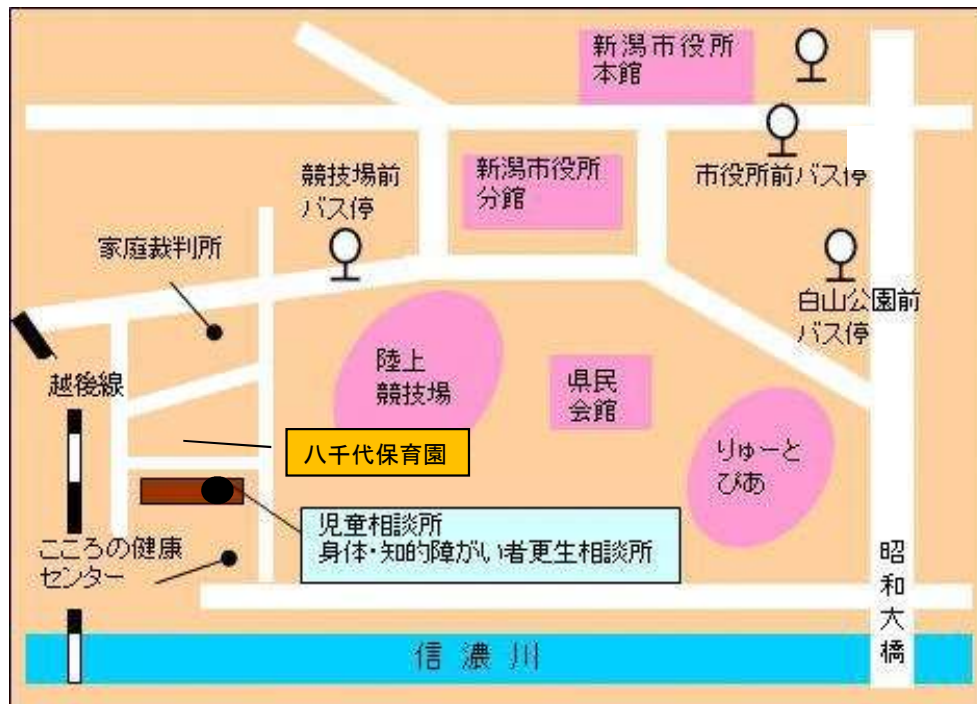 新潟市役所
本館
競技場前
バス停
新潟市役所
分館
市役所前バス停
家庭裁判所
白山公園前
バス停
越後線
陸上
競技場
県民
会館
りゅーと
ぴあ
八千代保育園
児童相談所
身体・知的障がい者更生相談所
こころの健康
センター
昭和大橋
信濃川